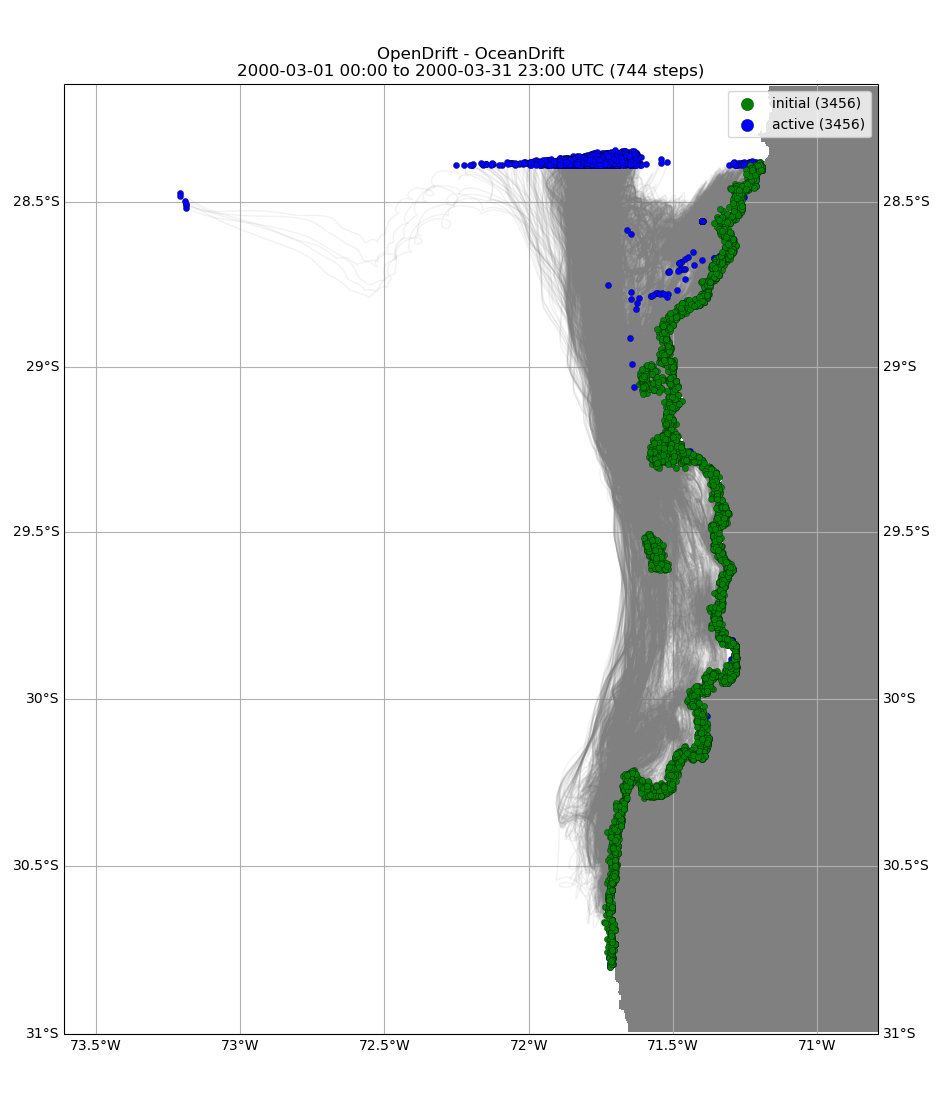 OpenDrift - OceanDrift
2000-03-01 00:00 to 2000-03-31 23:00 UTC (744 steps)
initial (3456)
active (3456)
28.5°S
28.5°S
29°S
29°S
29.5°S
29.5°S
30°S
30°S
30.5°S
30.5°S
31°S
31°S
73.5°W
73°W
72.5°W
72°W
71.5°W
71°W